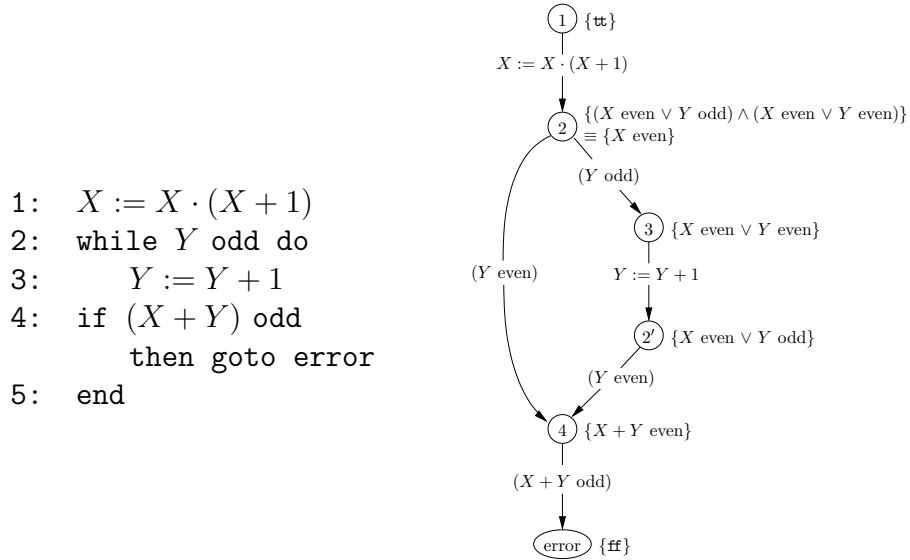 1: X := X · (X + 1)
2: while Y odd do
3: Y := Y + 1
4: if (X + Y) odd
then goto error
5: end
1 {tt}
X := X · (X + 1)
2 {(X even ∨ Y odd) ∧ (X even ∨ Y even)}
≡ {X even}
(Y odd)
3 {X even ∨ Y even}
(Y even)
Y := Y + 1
2′ {X even ∨ Y odd}
(Y even)
4 {X + Y even}
(X + Y odd)
error {ff}